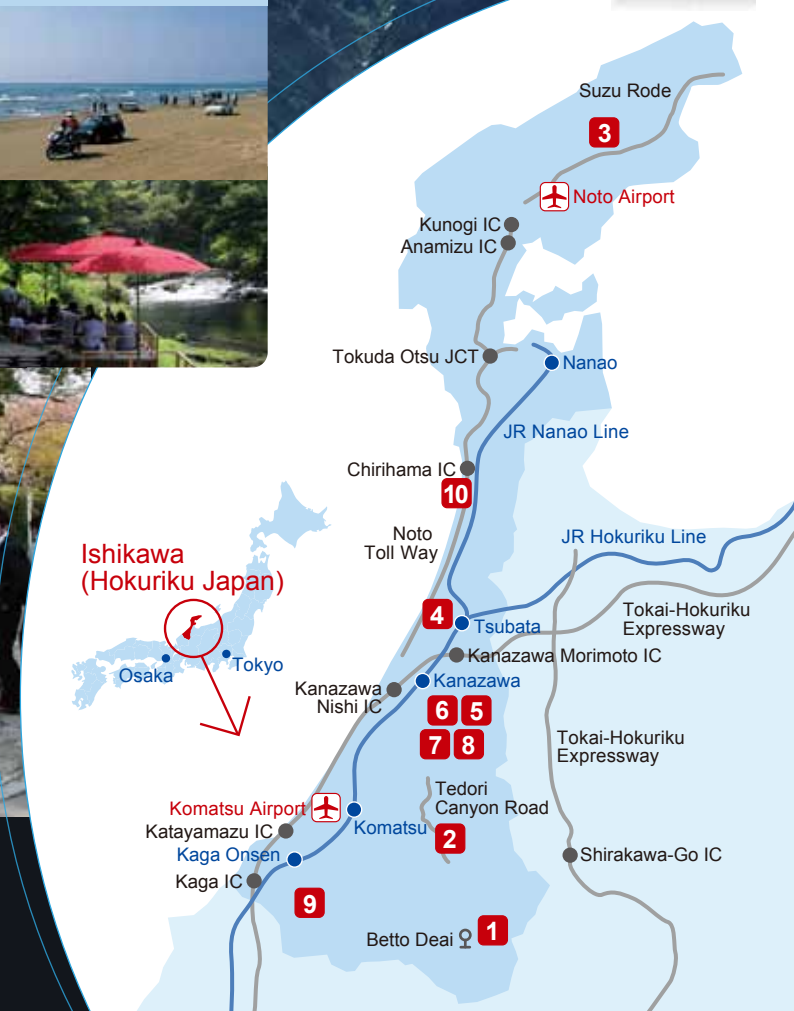 Suzu Rode
3
Noto Airport
Kunogi IC
Anamizu IC
Tokuda Otsu JCT
Nanao
JR Nanao Line
Chirihama IC
10
Noto
Toll Way
JR Hokuriku Line
Ishikawa
(Hokuriku Japan)
Osaka
Tokyo
4
Tsubata
Tokai-Hokuriku
Expressway
Kanazawa Morimoto IC
Kanazawa
Kanazawa
Nishi IC
6
5
7
8
Tokai-Hokuriku
Expressway
Tedori
Canyon Road
Komatsu Airport
Komatsu
2
Katayamazu IC
Kaga Onsen
Shirakawa-Go IC
Kaga IC
9
Betto Deai
1